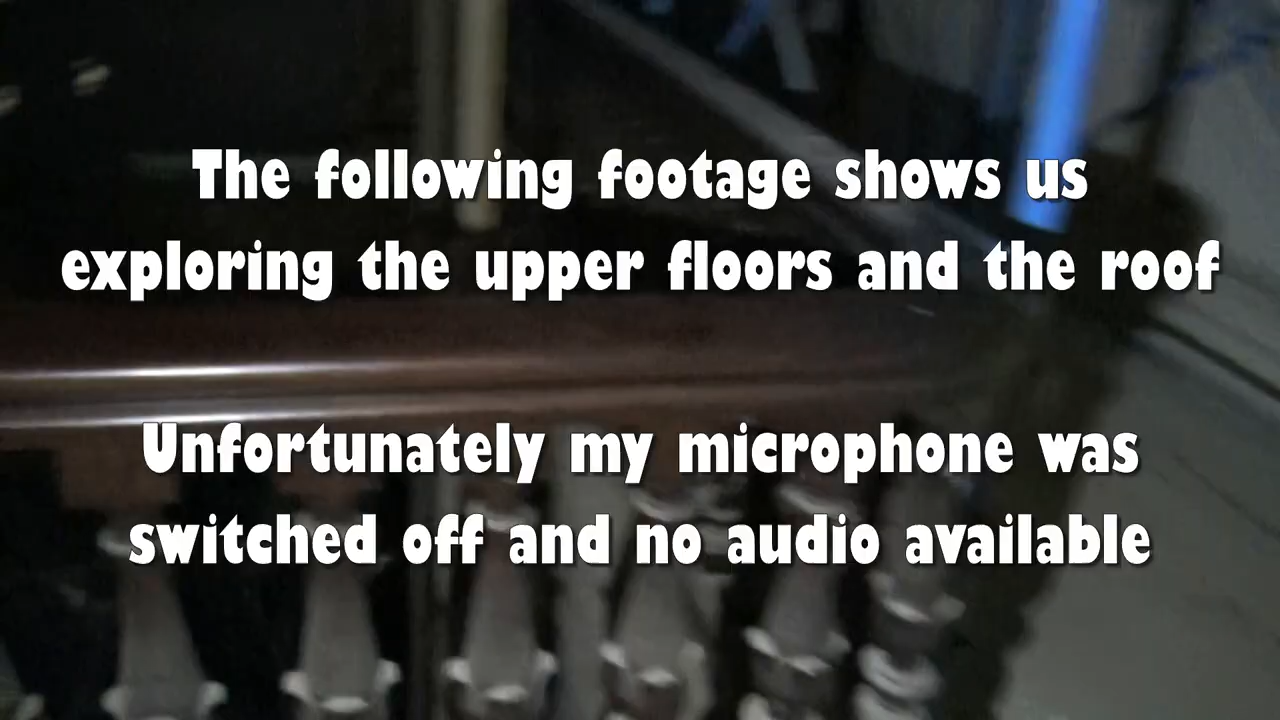 The following footage shows us
exploring the upper floors and the roof
Unfortunately my microphone was
switched off and no audio available